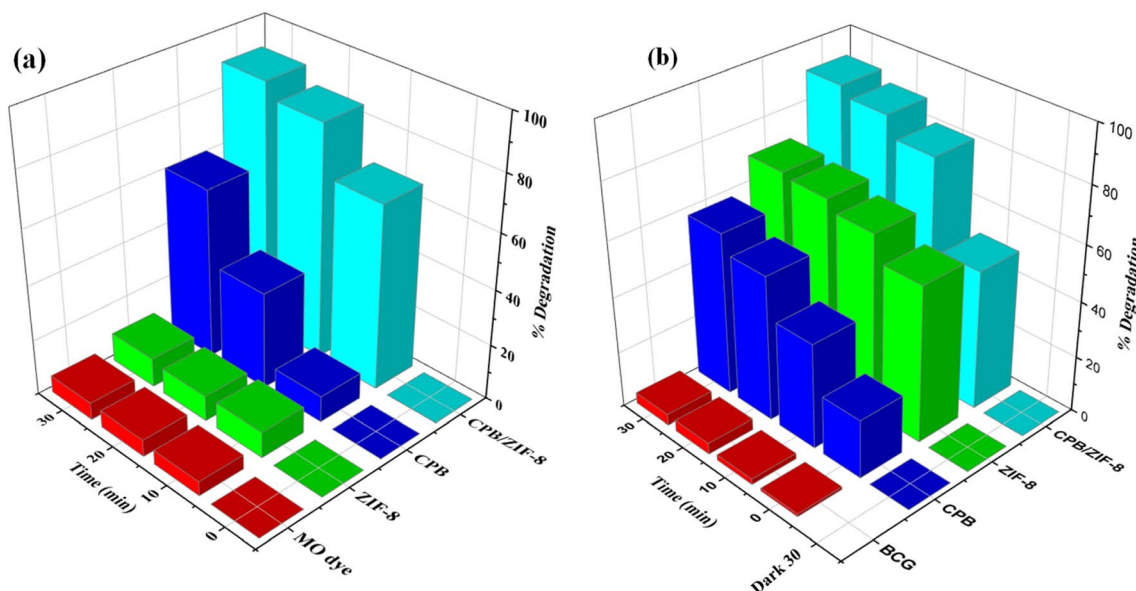 (a)
100
80
60
40
20
0
% Degradation
30
20
10
0
Time (min)
MO dye
ZIF-8
CPB
CPB/ZIF-8
(b)
100
80
60
40
20
0
% Degradation
30
20
10
0
Dark 30
Time (min)
BCG
CPB
ZIF-8
CPB/ZIF-8